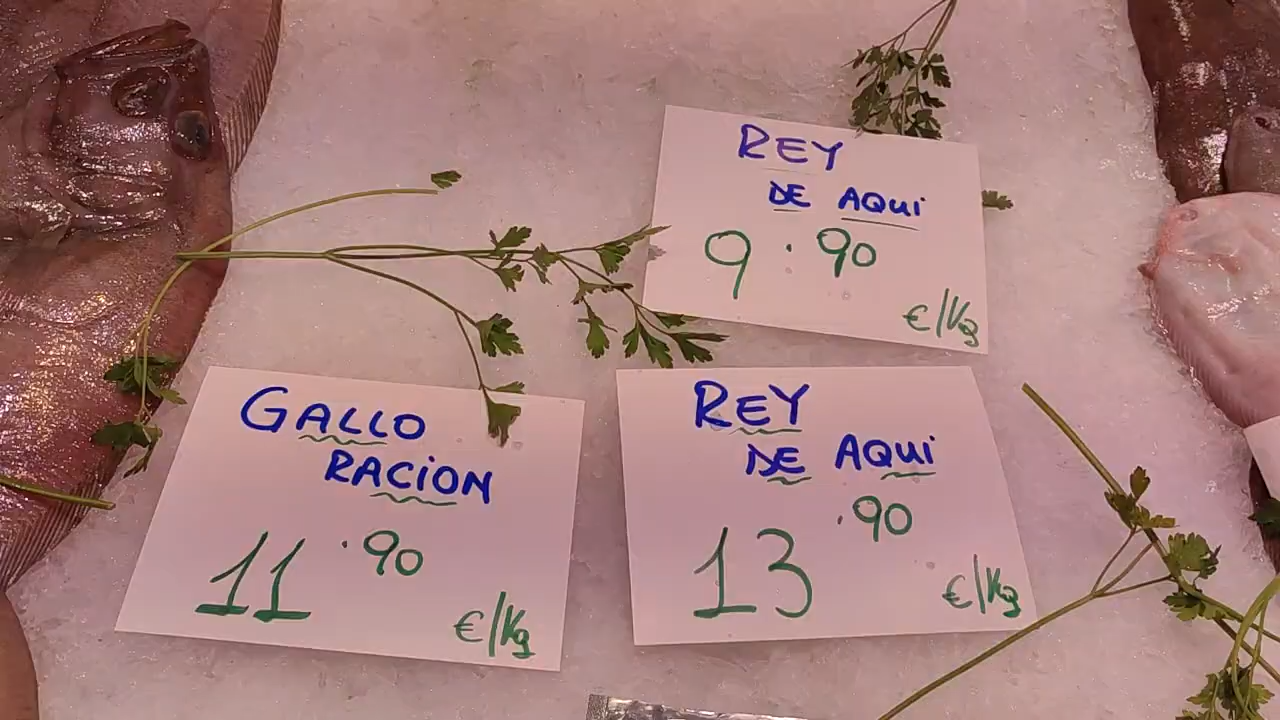 REY
DE AQUi
9.90
€/Kg
GALLO
RACiON
11.90
€/Kg
REY
DE AQUi
13.90
€/Kg